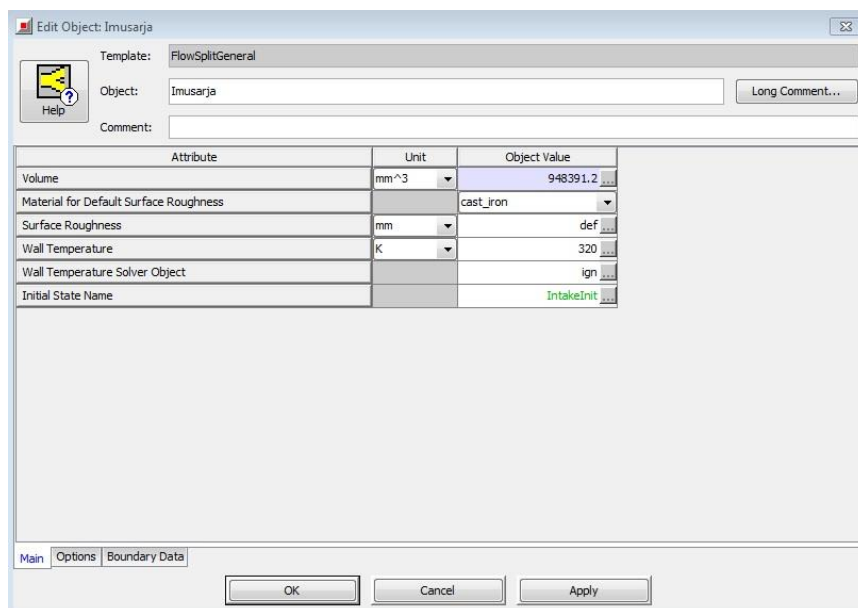 Edit Object: Imusarja
Template: FlowSplitGeneral
Help
Object: Imusarja Long Comment...
Comment:
Attribute Unit Object Value
Volume mm^3 948391.2 ...
Material for Default Surface Roughness cast_iron
Surface Roughness mm def ...
Wall Temperature K 320 ...
Wall Temperature Solver Object ign ...
Initial State Name IntakeInit ...
Main Options Boundary Data
OK Cancel Apply